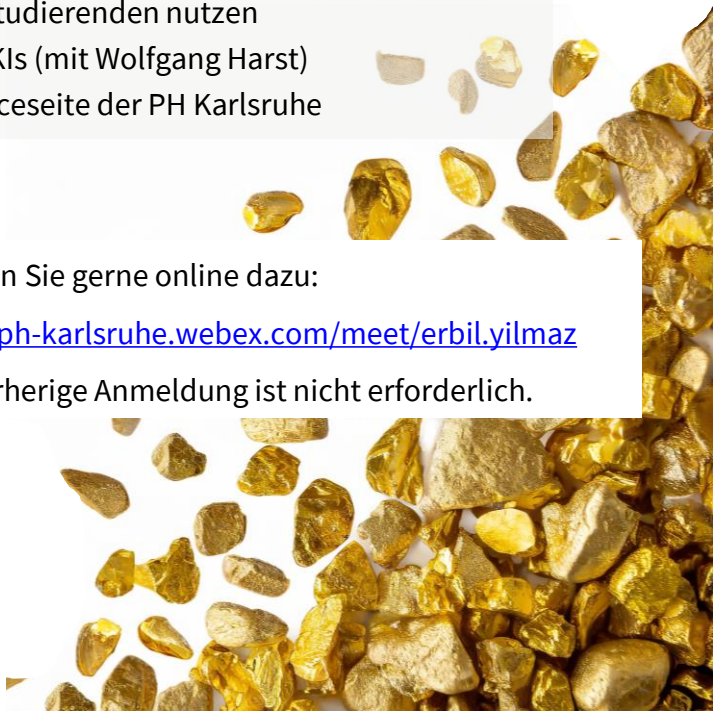 tudierenden nutzen
KIs (mit Wolfgang Harst)
ceseite der PH Karlsruhe
n Sie gerne online dazu:
ph-karlsruhe.webex.com/meet/erbil.yilmaz
rherige Anmeldung ist nicht erforderlich.